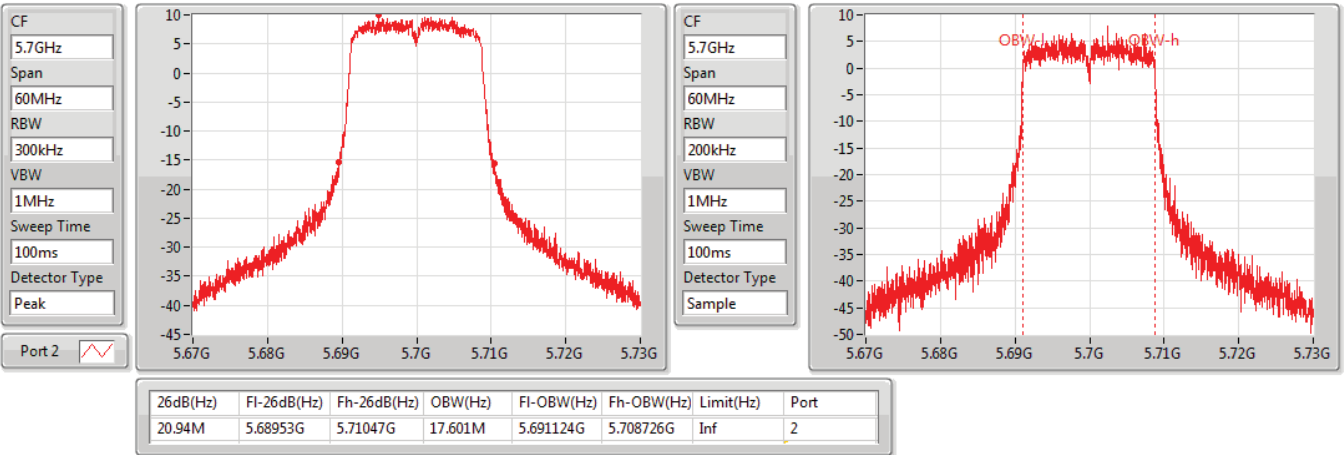 CF
5.7GHz
Span
60MHz
RBW
300kHz
VBW
1MHz
Sweep Time
100ms
Detector Type
Peak
Port 2
10
5
0
-5
-10
-15
-20
-25
-30
-35
-40
-45
5.67G 5.68G 5.69G 5.7G 5.71G 5.72G 5.73G
CF
5.7GHz
Span
60MHz
RBW
200kHz
VBW
1MHz
Sweep Time
100ms
Detector Type
Sample
10
5
0
-5
-10
-15
-20
-25
-30
-35
-40
-45
-50
OBW-l OBW-h
5.67G 5.68G 5.69G 5.7G 5.71G 5.72G 5.73G
26dB(Hz) Fl-26dB(Hz) Fh-26dB(Hz) OBW(Hz) Fl-OBW(Hz) Fh-OBW(Hz) Limit(Hz) Port
20.94M 5.68953G 5.71047G 17.601M 5.691124G 5.708726G Inf 2